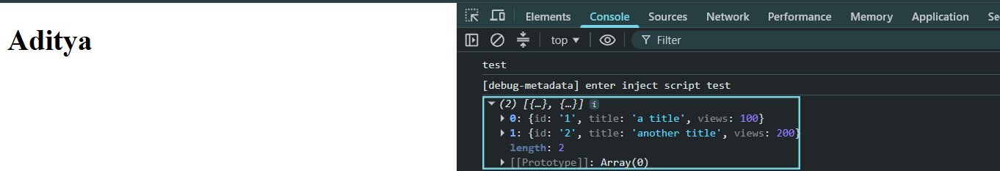 Aditya
Elements Console Sources Network Performance Memory Application Se
top Filter
test
[debug-metadata] enter inject script test
(2) [{…}, {…}] i
0: {id: '1', title: 'a title', views: 100}
1: {id: '2', title: 'another title', views: 200}
length: 2
[[Prototype]]: Array(0)